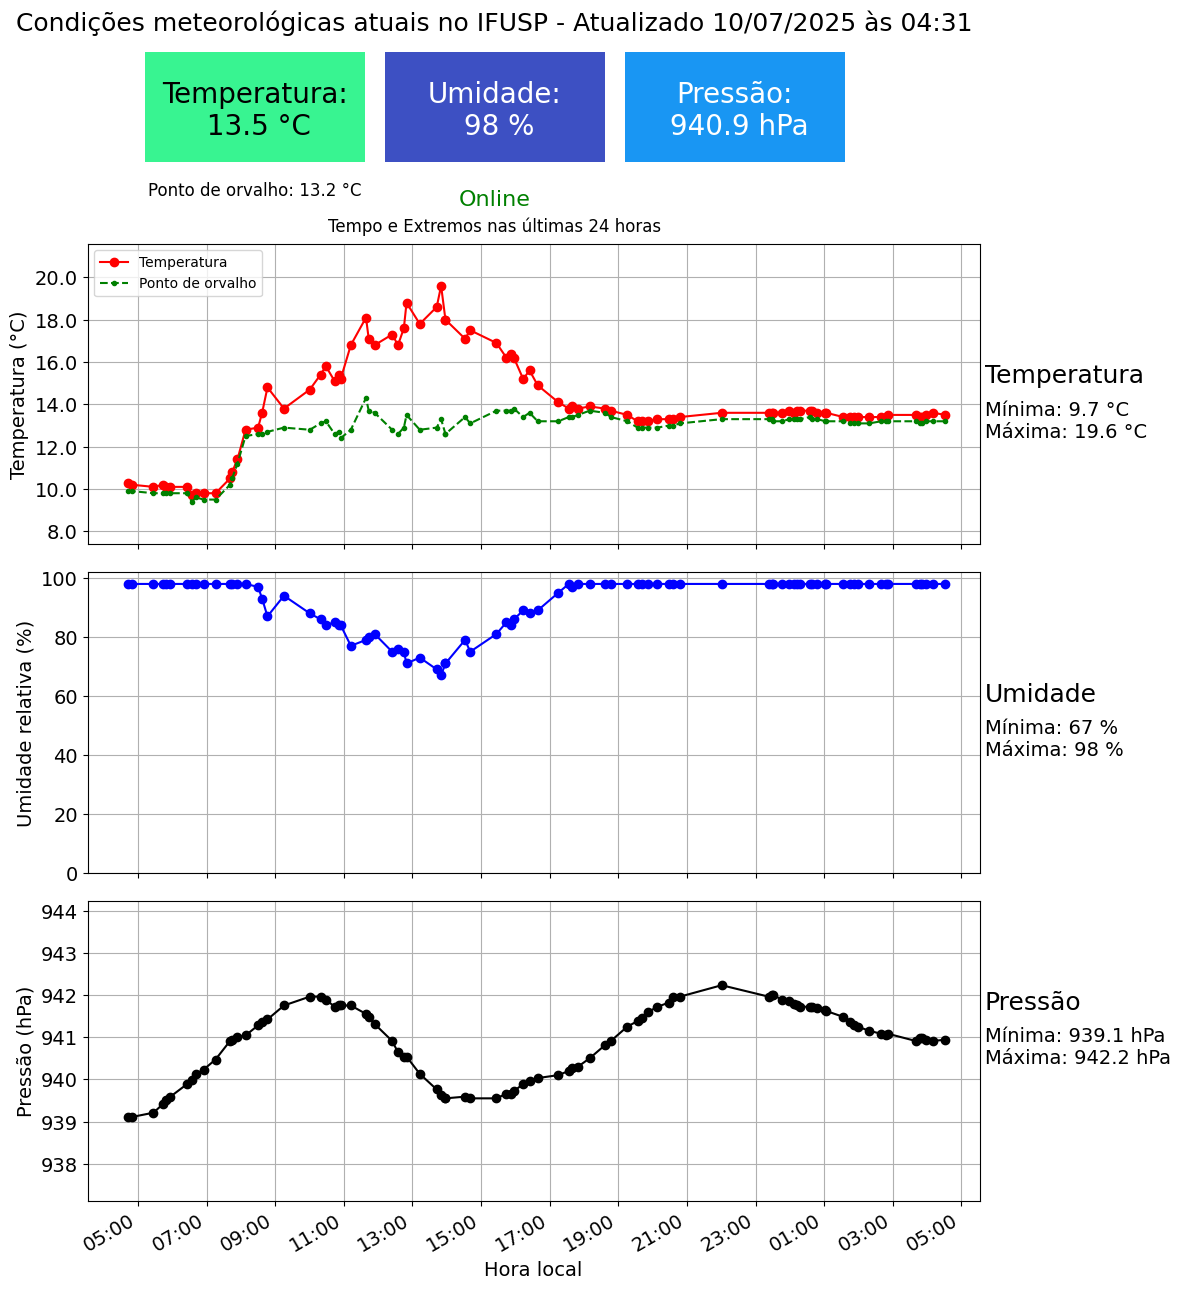 Condições meteorológicas atuais no IFUSP - Atualizado 10/07/2025 às 04:31
Temperatura:
13.5 °C
Umidade:
98 %
Pressão:
940.9 hPa
Ponto de orvalho: 13.2 °C
Online
Tempo e Extremos nas últimas 24 horas
Temperatura
Ponto de orvalho
Temperatura (°C)
20.0
18.0
16.0
14.0
12.0
10.0
8.0
Temperatura
Mínima: 9.7 °C
Máxima: 19.6 °C
Umidade relativa (%)
100
80
60
40
20
0
Umidade
Mínima: 67 %
Máxima: 98 %
Pressão (hPa)
944
943
942
941
940
939
938
Pressão
Mínima: 939.1 hPa
Máxima: 942.2 hPa
05:00 07:00 09:00 11:00 13:00 15:00 17:00 19:00 21:00 23:00 01:00 03:00 05:00
Hora local